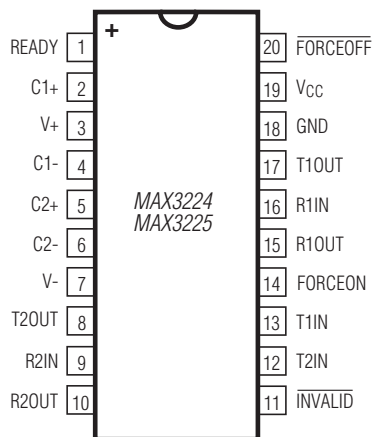 +
READY 1
20 FORCEOFF
C1+ 2
19 VCC
V+ 3
18 GND
C1- 4
17 T1OUT
C2+ 5
16 R1IN
MAX3224
MAX3225
C2- 6
15 R1OUT
V- 7
14 FORCEON
T2OUT 8
13 T1IN
R2IN 9
12 T2IN
R2OUT 10
11 INVALID